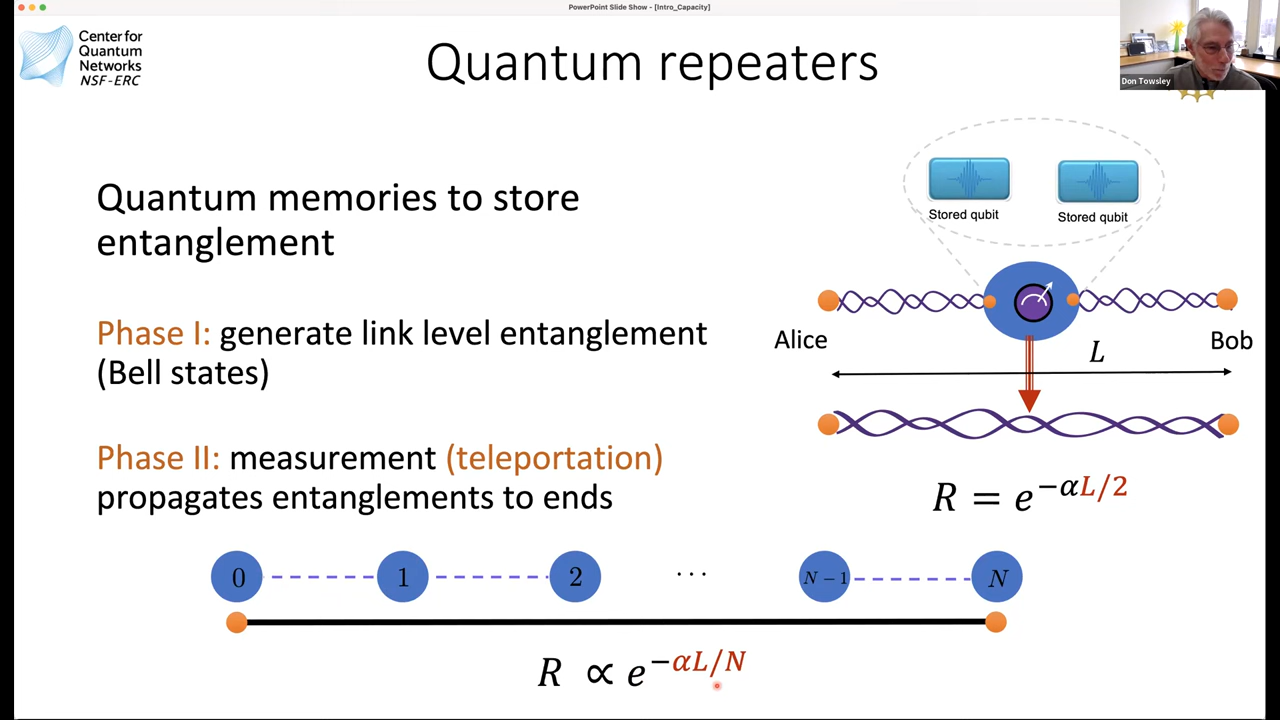 PowerPoint Slide Show - [Intro_Capacity]
Center for
Quantum
Networks
NSF-ERC
Quantum repeaters
Don Towsley
Quantum memories to store
entanglement
Stored qubit
Stored qubit
Phase I: generate link level entanglement
(Bell states)
Alice
Bob
L
Phase II: measurement (teleportation)
propagates entanglements to ends
R = e^{-αL/2}
0
1
2
···
N − 1
N
R ∝ e^{-αL/N}